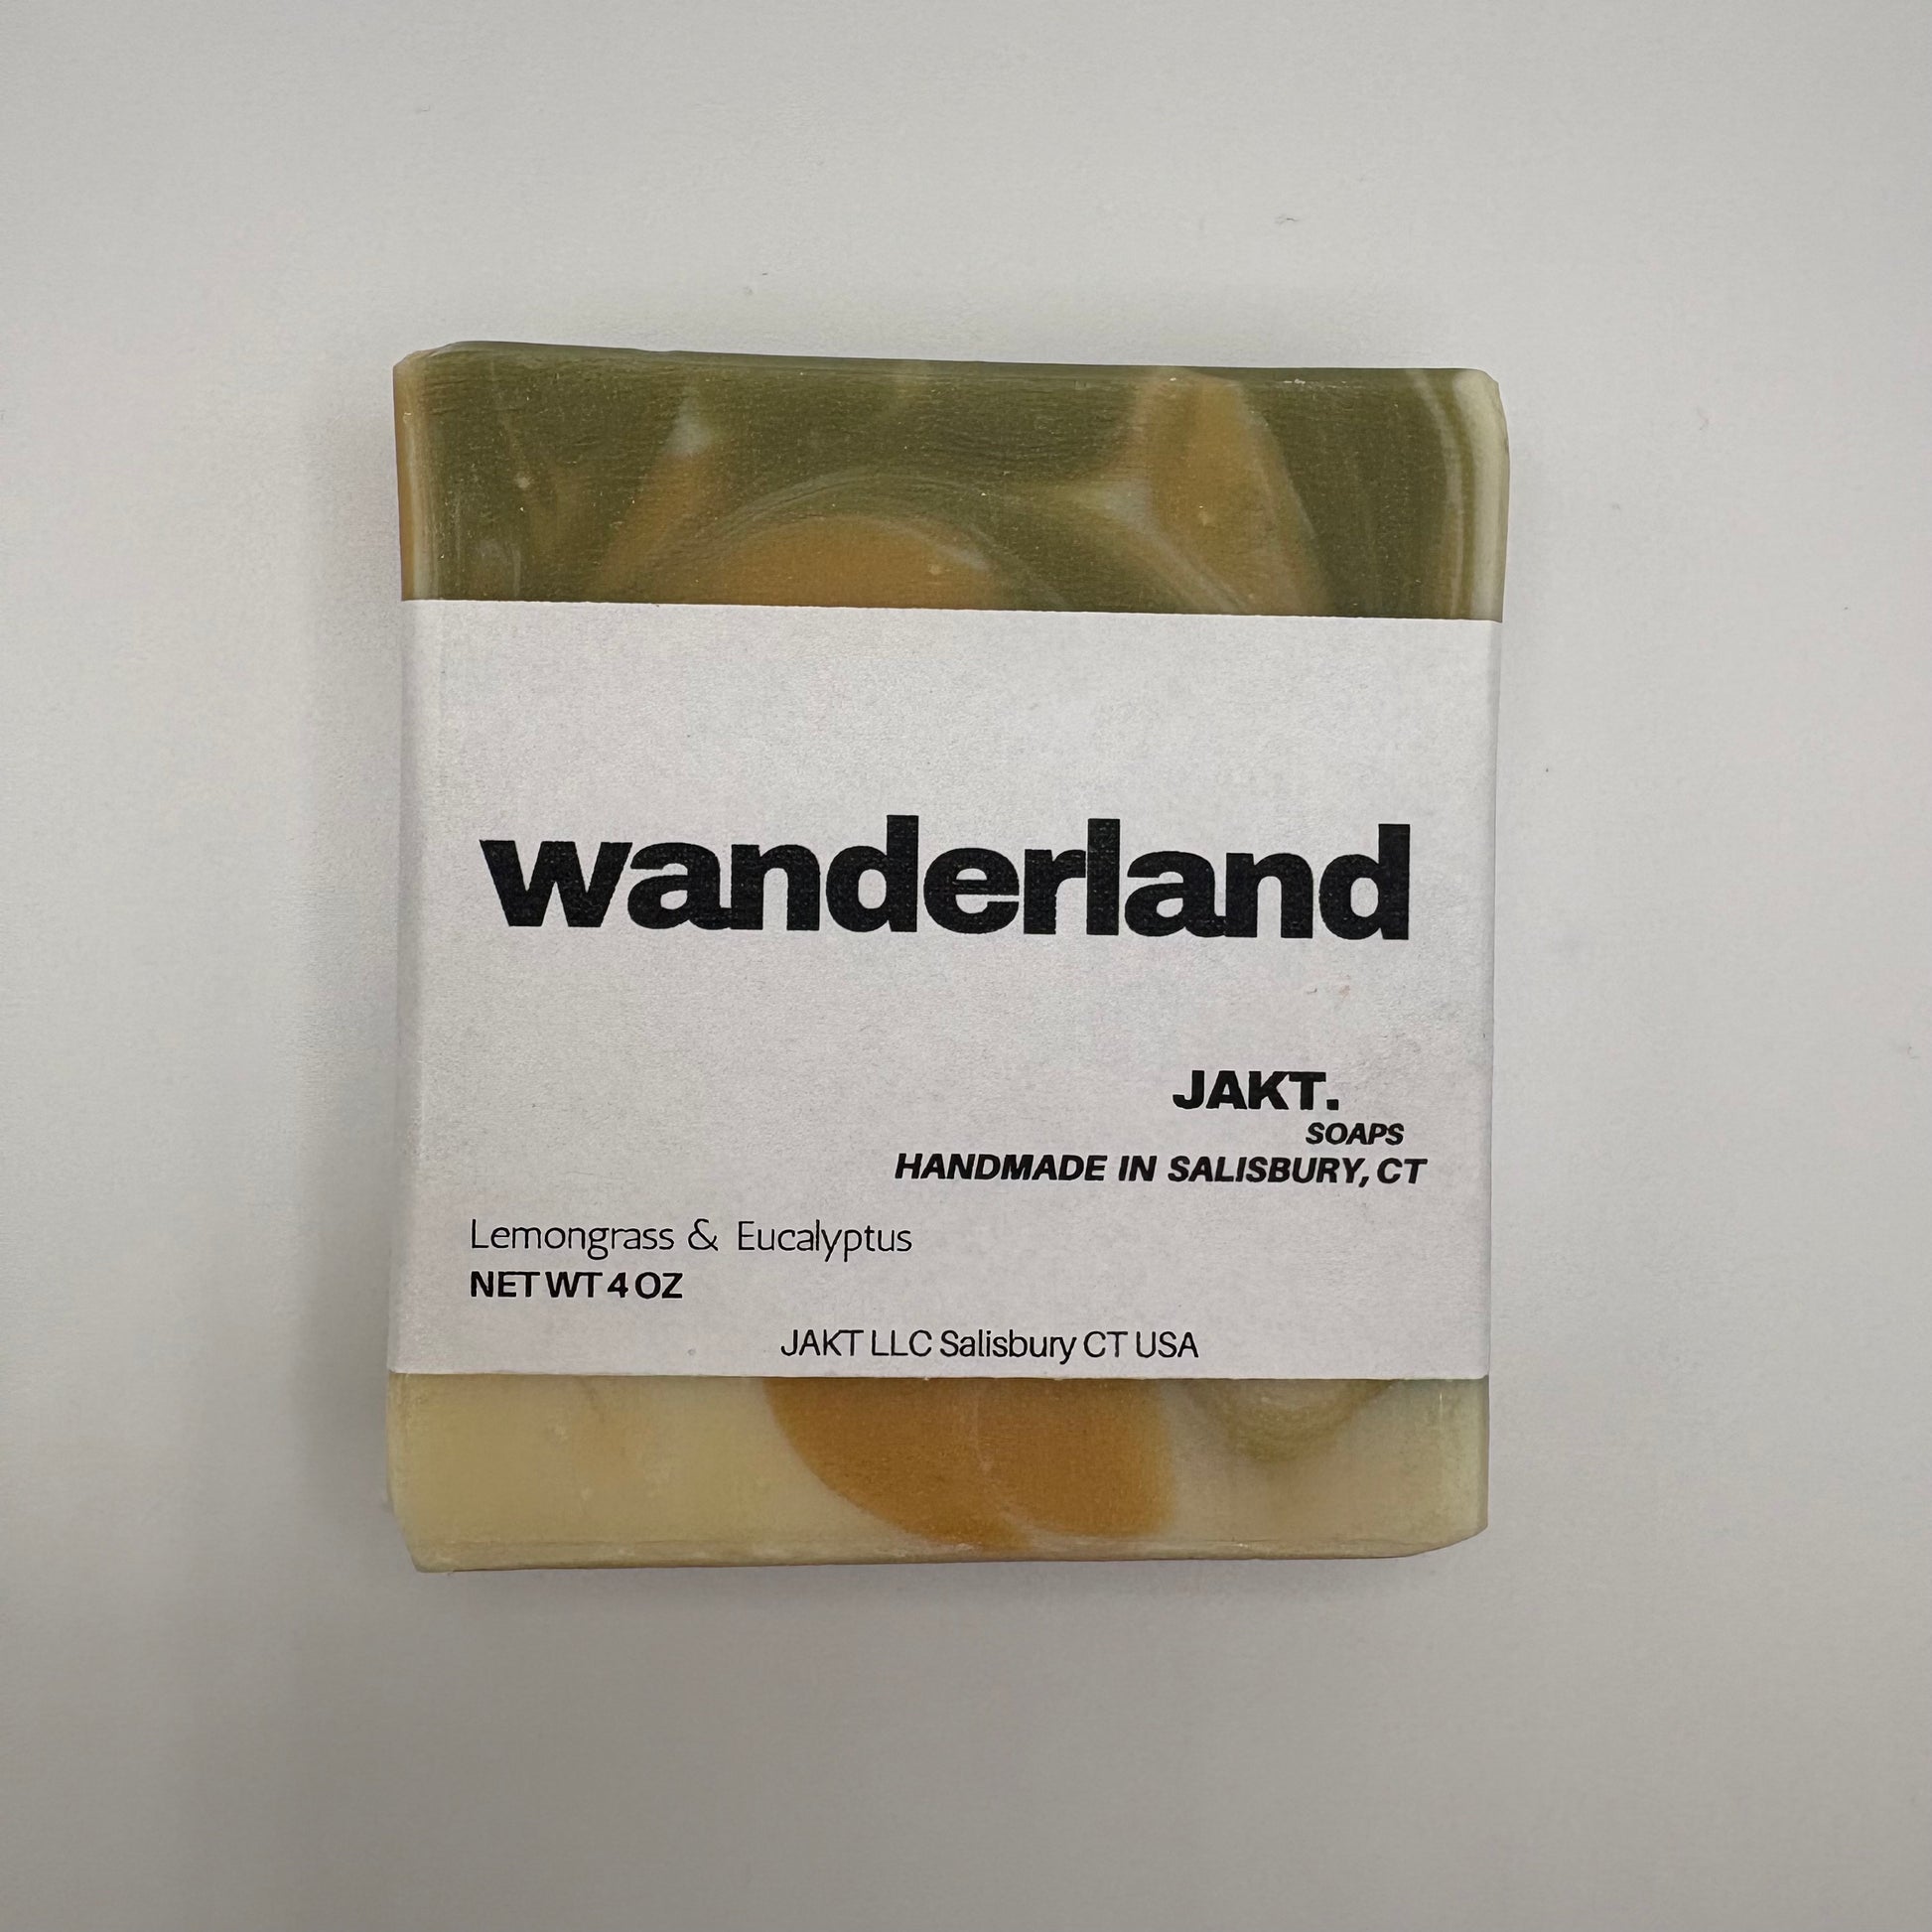 wanderland
JAKT.
SOAPS
HANDMADE IN SALISBURY, CT
Lemongrass & Eucalyptus
NET WT 4 OZ
JAKT LLC Salisbury CT USA